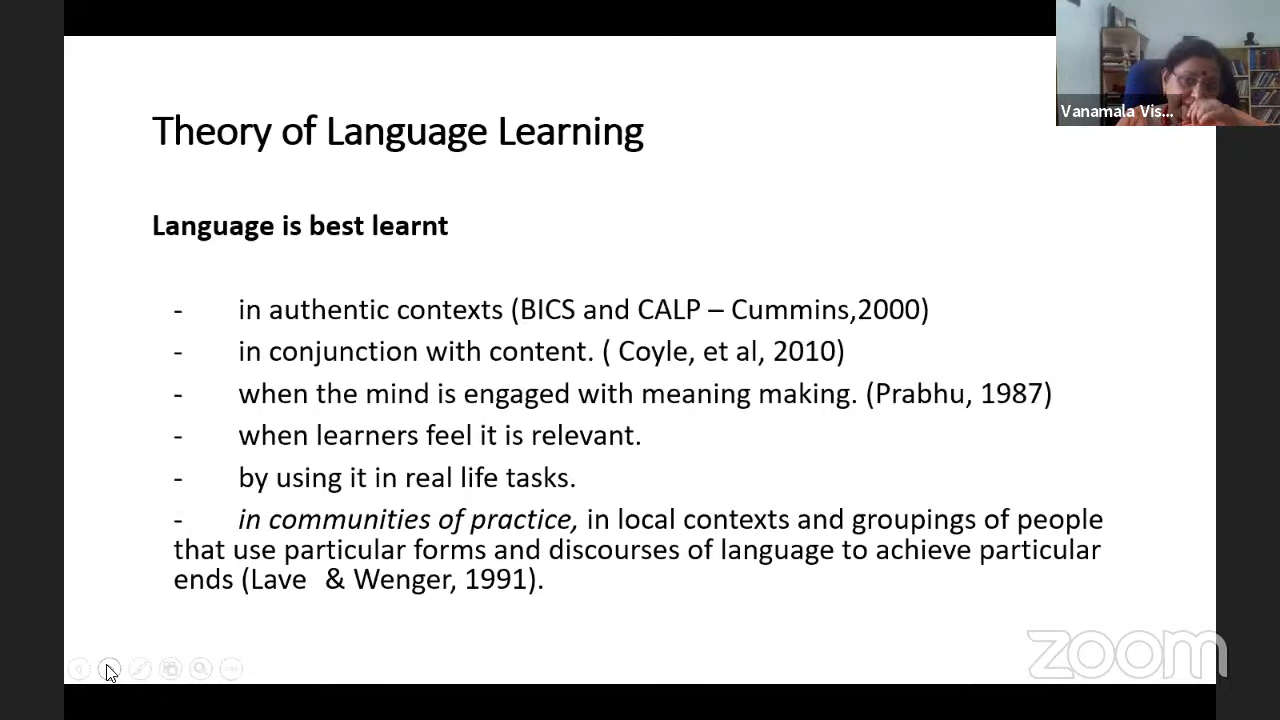 Theory of Language Learning
Vanamala Vis...
Language is best learnt
- in authentic contexts (BICS and CALP – Cummins,2000)
- in conjunction with content. ( Coyle, et al, 2010)
- when the mind is engaged with meaning making. (Prabhu, 1987)
- when learners feel it is relevant.
- by using it in real life tasks.
- in communities of practice, in local contexts and groupings of people
that use particular forms and discourses of language to achieve particular
ends (Lave & Wenger, 1991).
zoom